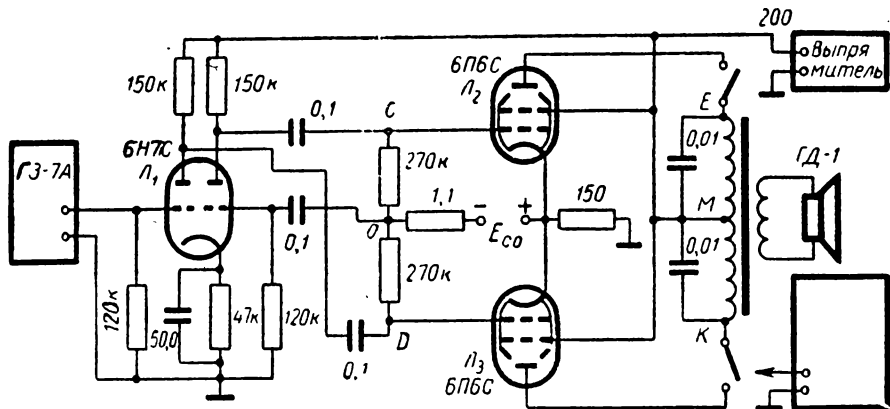 200
Выпря
митель
6П6С
Л₂
150к
150к
0,1
С
Е
0,01
ГД-1
6Н7С
Л₁
ГЗ-7А
270к
1,1
−
+
150
М
О
Eсо
0,1
0,01
270к
120к
50,0
47к
120к
D
К
0,1
Л₃
6П6С